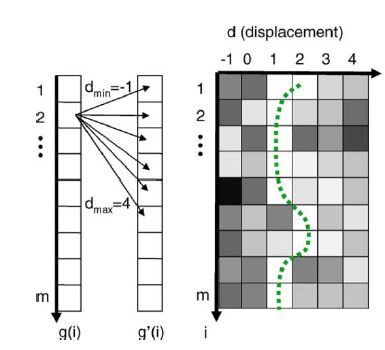 d (displacement)
-1 0 1 2 3 4
1
2
...
m
g(i) g'(i)
dmin=-1
dmax=4
1
2
...
m
i